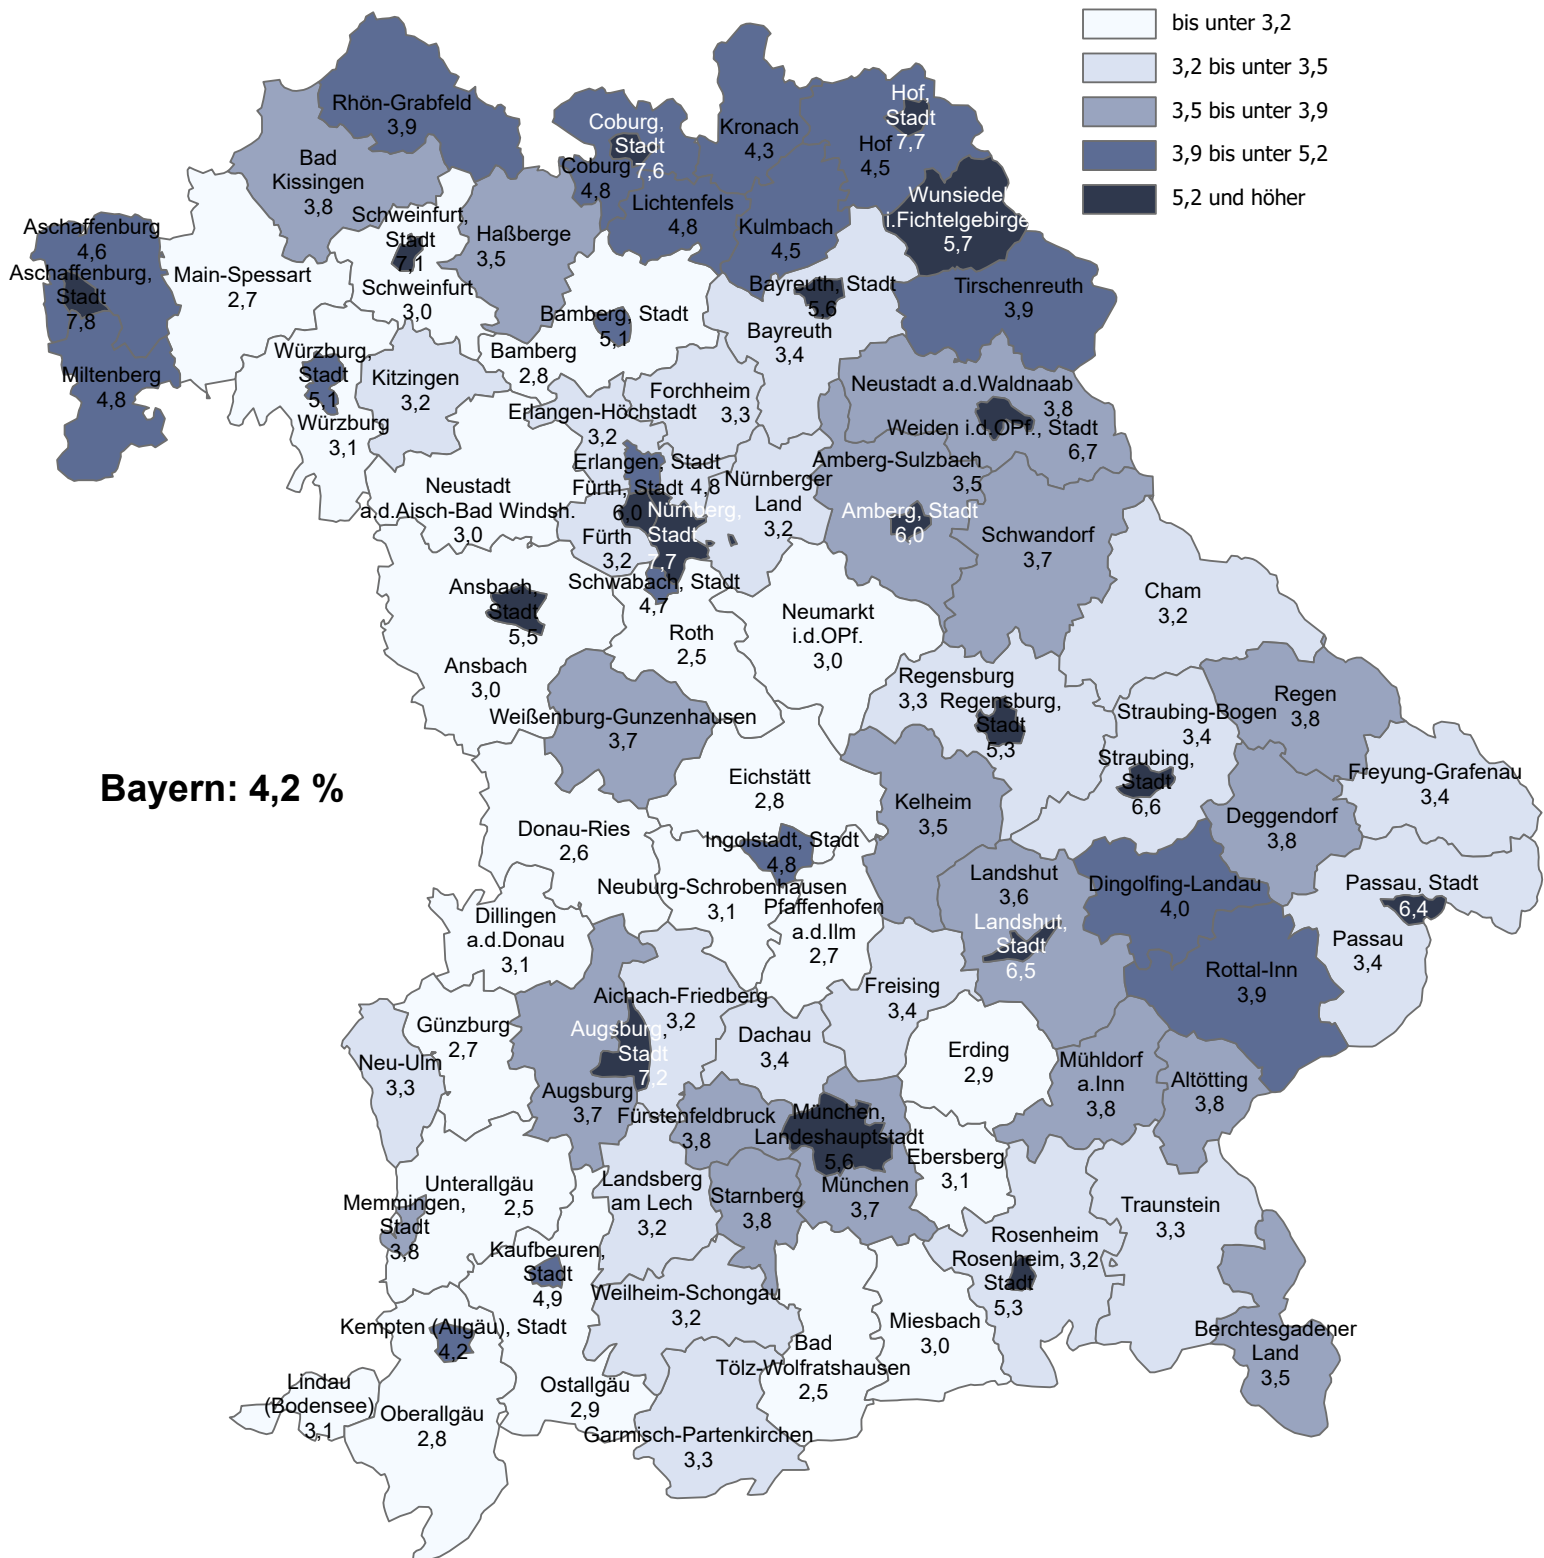 bis unter 3,2
3,2 bis unter 3,5
3,5 bis unter 3,9
3,9 bis unter 5,2
5,2 und höher
Rhön-Grabfeld
3,9
Bad
Kissingen
3,8
Coburg,
Stadt
7,6
Coburg
4,8
Kronach
4,3
Hof,
Stadt
7,7
Hof
4,5
Wunsiedel
i.Fichtelgebirge
5,7
Lichtenfels
4,8
Kulmbach
4,5
Aschaffenburg
4,6
Aschaffenburg,
Stadt
7,8
Main-Spessart
2,7
Schweinfurt,
Stadt
7,1
Schweinfurt
3,0
Haßberge
3,5
Bamberg, Stadt
5,1
Bamberg
2,8
Bayreuth, Stadt
5,6
Bayreuth
3,4
Tirschenreuth
3,9
Miltenberg
4,8
Würzburg,
Stadt
5,1
Würzburg
3,1
Kitzingen
3,2
Forchheim
3,3
Erlangen-Höchstadt
3,2
Neustadt a.d.Waldnaab
3,8
Weiden i.d.OPf., Stadt
6,7
Erlangen, Stadt
4,8
Fürth, Stadt
6,0
Nürnberg,
Stadt
7,7
Fürth
3,2
Nürnberger
Land
3,2
Amberg-Sulzbach
3,5
Amberg, Stadt
6,0
Schwandorf
3,7
Neustadt
a.d.Aisch-Bad Windsh.
3,0
Schwabach, Stadt
4,7
Ansbach,
Stadt
5,5
Ansbach
3,0
Roth
2,5
Neumarkt
i.d.OPf.
3,0
Cham
3,2
Regensburg
3,3
Regensburg,
Stadt
5,3
Weißenburg-Gunzenhausen
3,7
Straubing-Bogen
3,4
Straubing,
Stadt
6,6
Regen
3,8
Freyung-Grafenau
3,4
Bayern: 4,2 %
Eichstätt
2,8
Kelheim
3,5
Deggendorf
3,8
Donau-Ries
2,6
Ingolstadt, Stadt
4,8
Neuburg-Schrobenhausen
3,1
Pfaffenhofen
a.d.Ilm
2,7
Landshut
3,6
Landshut,
Stadt
6,5
Dingolfing-Landau
4,0
Passau, Stadt
6,4
Passau
3,4
Rottal-Inn
3,9
Dillingen
a.d.Donau
3,1
Aichach-Friedberg
3,2
Augsburg,
Stadt
7,2
Augsburg
3,7
Freising
3,4
Günzburg
2,7
Neu-Ulm
3,3
Dachau
3,4
Erding
2,9
Mühldorf
a.Inn
3,8
Altötting
3,8
Fürstenfeldbruck
3,8
München,
Landeshauptstadt
5,6
München
3,7
Ebersberg
3,1
Unterallgäu
2,5
Memmingen,
Stadt
3,8
Landsberg
am Lech
3,2
Starnberg
3,8
Traunstein
3,3
Rosenheim
3,2
Rosenheim,
Stadt
5,3
Kaufbeuren,
Stadt
4,9
Weilheim-Schongau
3,2
Miesbach
3,0
Berchtesgadener
Land
3,5
Kempten (Allgäu), Stadt
4,2
Bad
Tölz-Wolfratshausen
2,5
Lindau
(Bodensee)
3,1
Oberallgäu
2,8
Ostallgäu
2,9
Garmisch-Partenkirchen
3,3